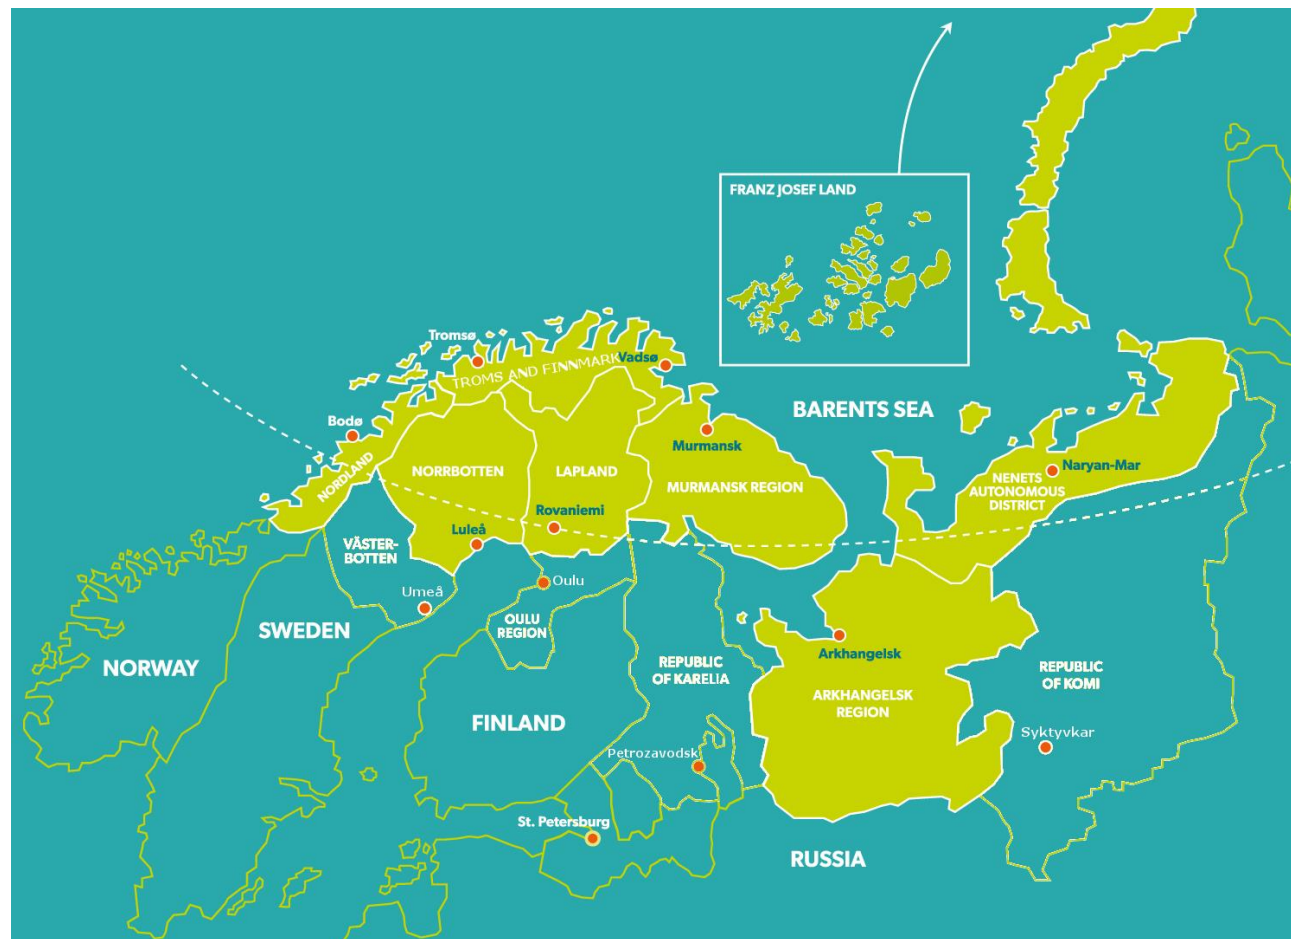 FRANZ JOSEF LAND
Tromsø
Vadsø
TROMS AND FINNMARK
BARENTS SEA
Bodø
Murmansk
NORRBOTTEN
LAPLAND
Naryan-Mar
NORDLAND
MURMANSK REGION
NENETS
AUTONOMOUS
DISTRICT
Rovaniemi
Luleå
VÄSTER-
BOTTEN
Oulu
Umeå
OULU
REGION
SWEDEN
NORWAY
Arkhangelsk
REPUBLIC
OF KARELIA
REPUBLIC
OF KOMI
ARKHANGELSK
REGION
FINLAND
Syktyvkar
Petrozavodsk
St. Petersburg
RUSSIA